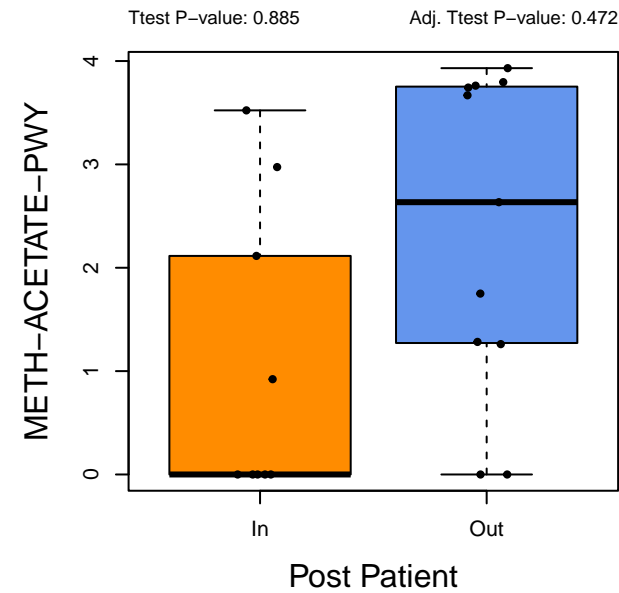 Ttest P−value: 0.885
Adj. Ttest P−value: 0.472
METH−ACETATE−PWY
4
3
2
1
0
In
Out
Post Patient